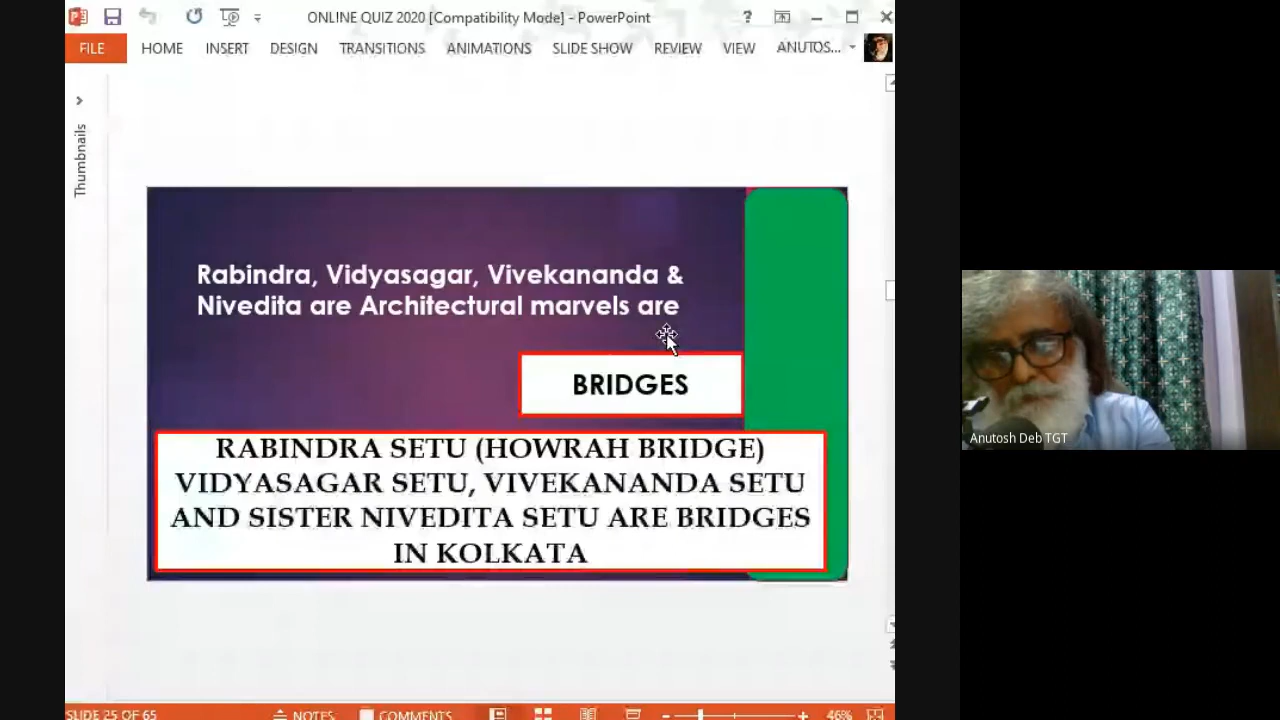 ONLINE QUIZ 2020 [Compatibility Mode] - PowerPoint
FILE HOME INSERT DESIGN TRANSITIONS ANIMATIONS SLIDE SHOW REVIEW VIEW ANUTOS...
Thumbnails
Rabindra, Vidyasagar, Vivekananda &
Nivedita are Architectural marvels are
BRIDGES
RABINDRA SETU (HOWRAH BRIDGE)
VIDYASAGAR SETU, VIVEKANANDA SETU
AND SISTER NIVEDITA SETU ARE BRIDGES
IN KOLKATA
Anutosh Deb TGT
SLIDE 25 OF 65 NOTES COMMENTS 46%